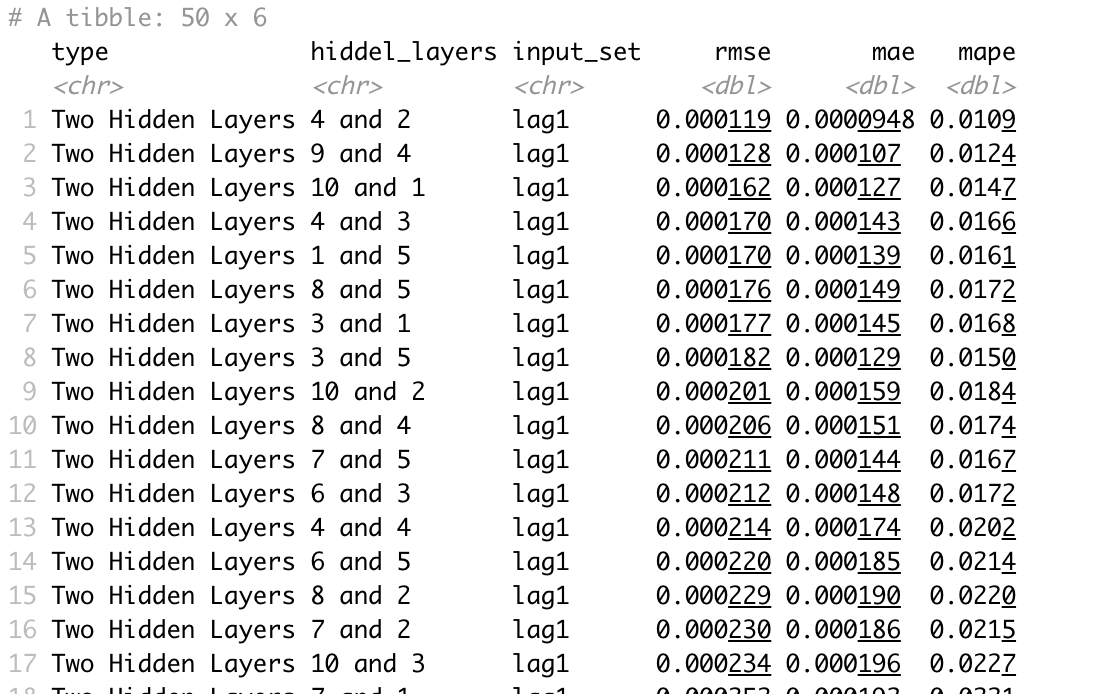 # A tibble: 50 x 6
type hiddel_layers input_set rmse mae mape
<chr> <chr> <chr> <dbl> <dbl> <dbl>
1 Two Hidden Layers 4 and 2 lag1 0.000119 0.0000948 0.0109
2 Two Hidden Layers 9 and 4 lag1 0.000128 0.000107 0.0124
3 Two Hidden Layers 10 and 1 lag1 0.000162 0.000127 0.0147
4 Two Hidden Layers 4 and 3 lag1 0.000170 0.000143 0.0166
5 Two Hidden Layers 1 and 5 lag1 0.000170 0.000139 0.0161
6 Two Hidden Layers 8 and 5 lag1 0.000176 0.000149 0.0172
7 Two Hidden Layers 3 and 1 lag1 0.000177 0.000145 0.0168
8 Two Hidden Layers 3 and 5 lag1 0.000182 0.000129 0.0150
9 Two Hidden Layers 10 and 2 lag1 0.000201 0.000159 0.0184
10 Two Hidden Layers 8 and 4 lag1 0.000206 0.000151 0.0174
11 Two Hidden Layers 7 and 5 lag1 0.000211 0.000144 0.0167
12 Two Hidden Layers 6 and 3 lag1 0.000212 0.000148 0.0172
13 Two Hidden Layers 4 and 4 lag1 0.000214 0.000174 0.0202
14 Two Hidden Layers 6 and 5 lag1 0.000220 0.000185 0.0214
15 Two Hidden Layers 8 and 2 lag1 0.000229 0.000190 0.0220
16 Two Hidden Layers 7 and 2 lag1 0.000230 0.000186 0.0215
17 Two Hidden Layers 10 and 3 lag1 0.000234 0.000196 0.0227
18 Two Hidden Layers 7 and 1 lag1